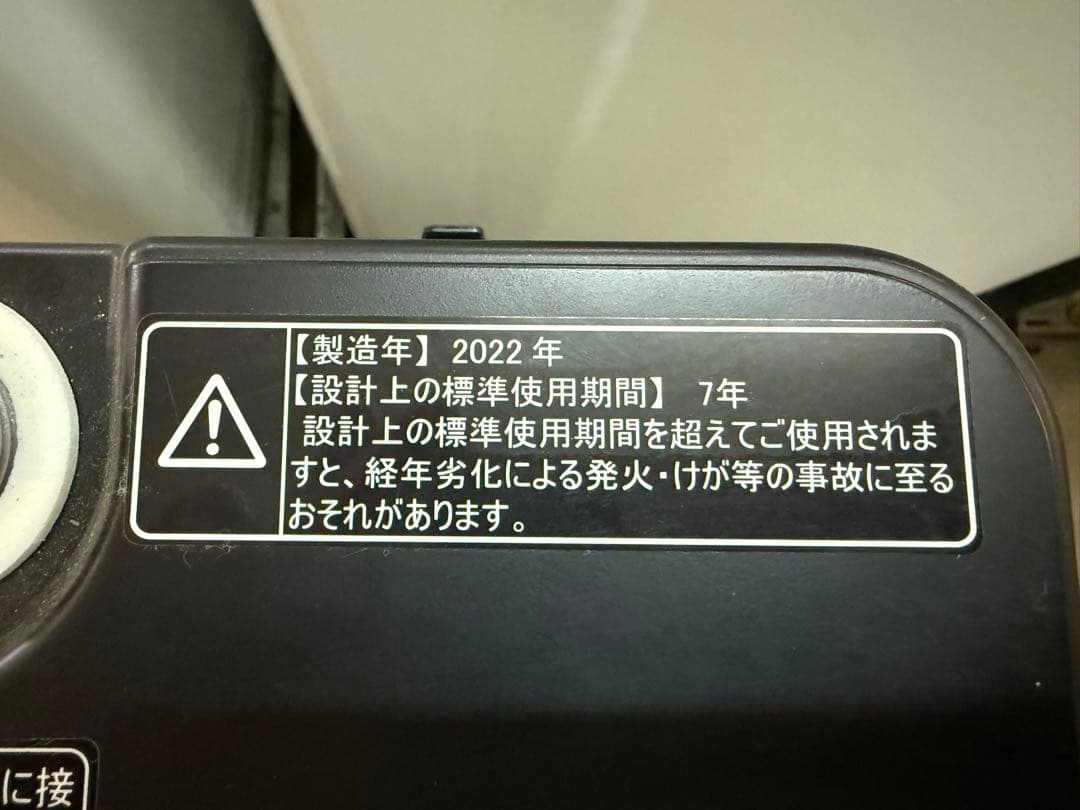 【製造年】 2022 年
【設計上の標準使用期間】 7年
設計上の標準使用期間を超えてご使用されま
すと、経年劣化による発火・けが等の事故に至る
おそれがあります。
に接